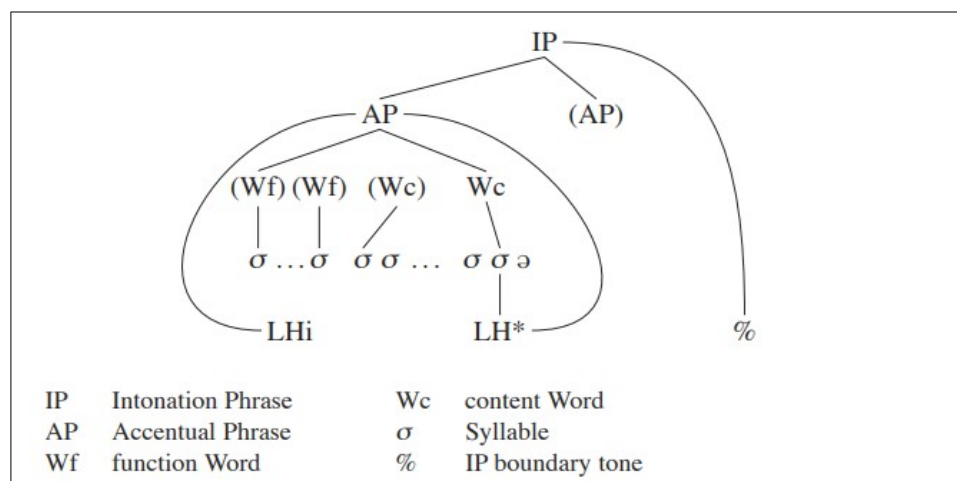 IP
AP (AP)
(Wf) (Wf) (Wc) Wc
σ ... σ σ σ ... σ σ ə
LHi LH* %
IP Intonation Phrase Wc content Word
AP Accentual Phrase σ Syllable
Wf function Word % IP boundary tone